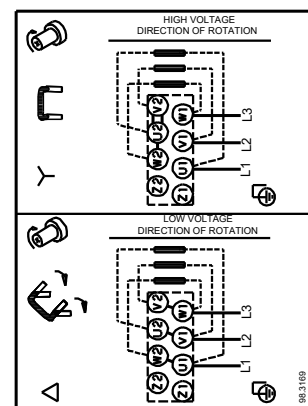 HIGH VOLTAGE
DIRECTION OF ROTATION
V2
W1
L3
U2
V1
L2
W2
U1
L1
Z2
Z1
LOW VOLTAGE
DIRECTION OF ROTATION
V2
W1
L3
U2
V1
L2
W2
U1
L1
Z2
Z1
98.3169